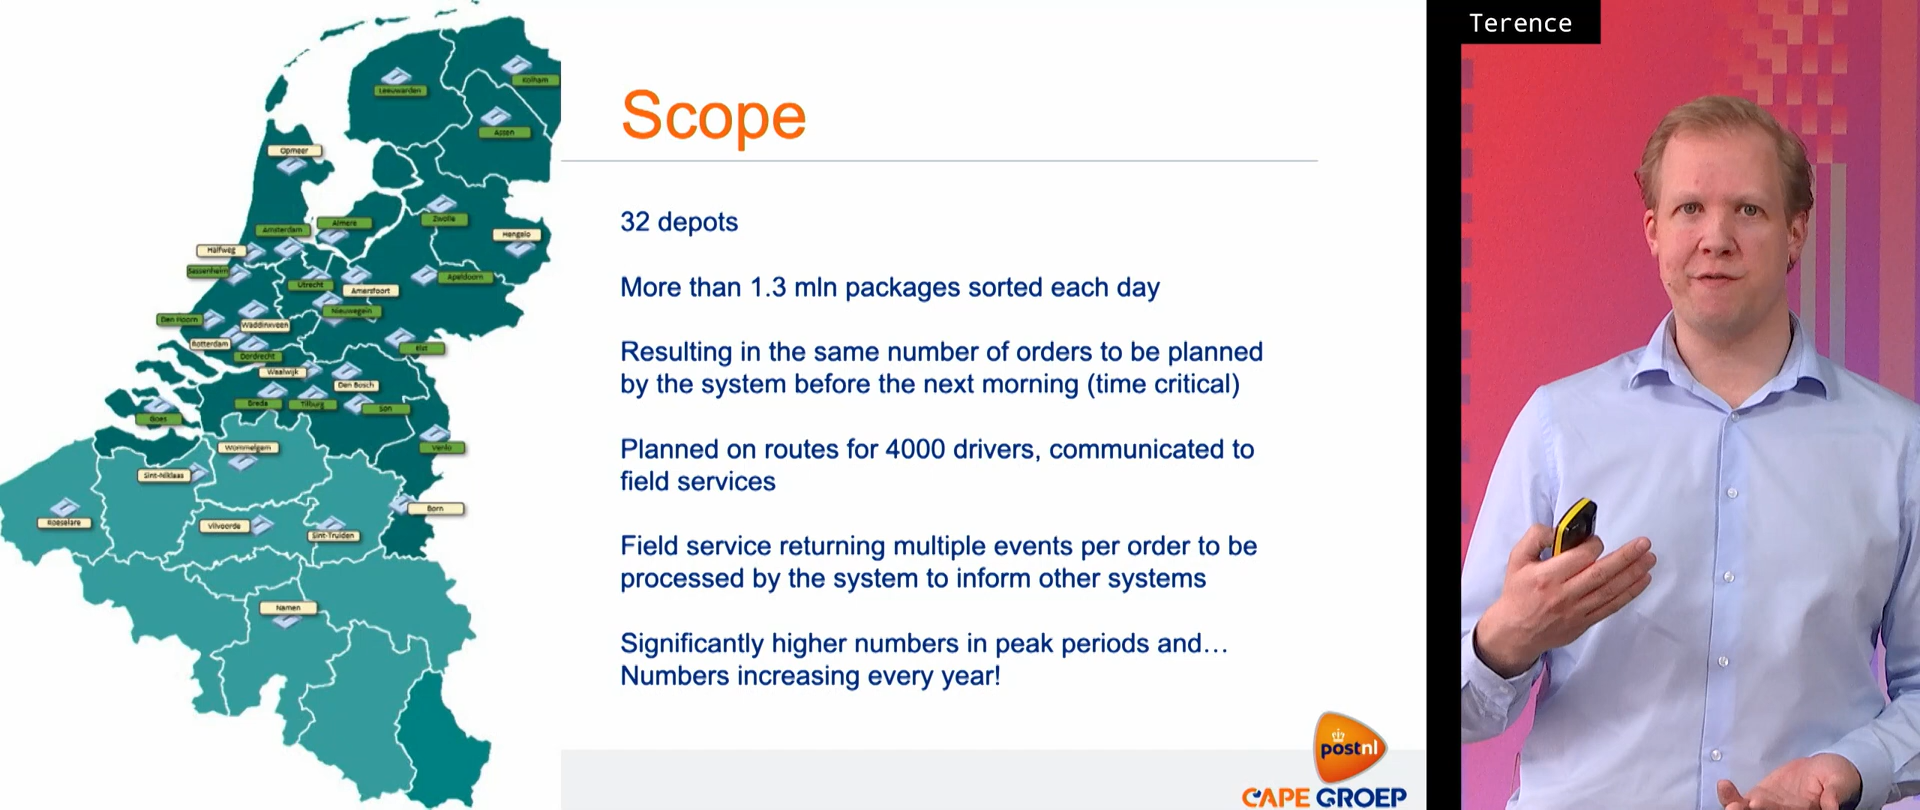 Terence
Scope
32 depots
More than 1.3 mln packages sorted each day
Resulting in the same number of orders to be planned
by the system before the next morning (time critical)
Planned on routes for 4000 drivers, communicated to
field services
Field service returning multiple events per order to be
processed by the system to inform other systems
Significantly higher numbers in peak periods and...
Numbers increasing every year!
postnl
CAPE GROEP
Kolham
Leeuwarden
Assen
Opmeer
Zwolle
Almere
Amsterdam
Hengelo
Halfweg
Sassenheim
Apeldoorn
Utrecht
Amersfoort
Nieuwegein
Den Hoorn
Waddinxveen
Rotterdam
Elst
Dordrecht
Waalwijk
Den Bosch
Breda
Tilburg
Son
Goes
Venlo
Wommelgem
Sint-Niklaas
Born
Roeselare
Vilvoorde
Sint-Truiden
Namen